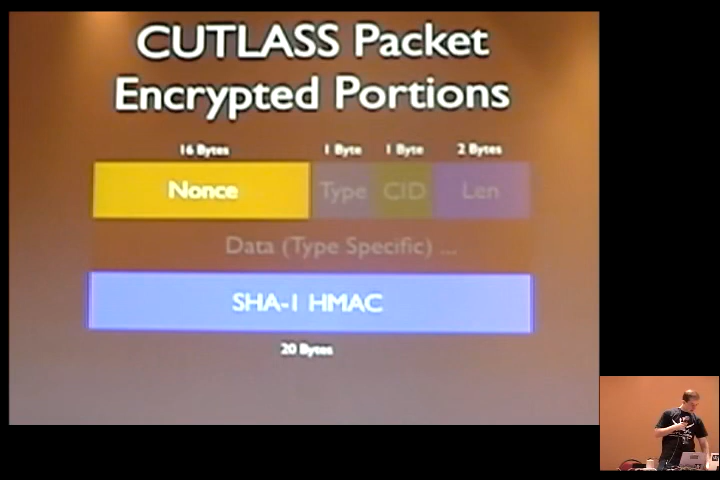 CUTLASS Packet
Encrypted Portions
16 Bytes 1 Byte 1 Byte 2 Bytes
Nonce Type CID Len
Data (Type Specific) ...
SHA-1 HMAC
20 Bytes